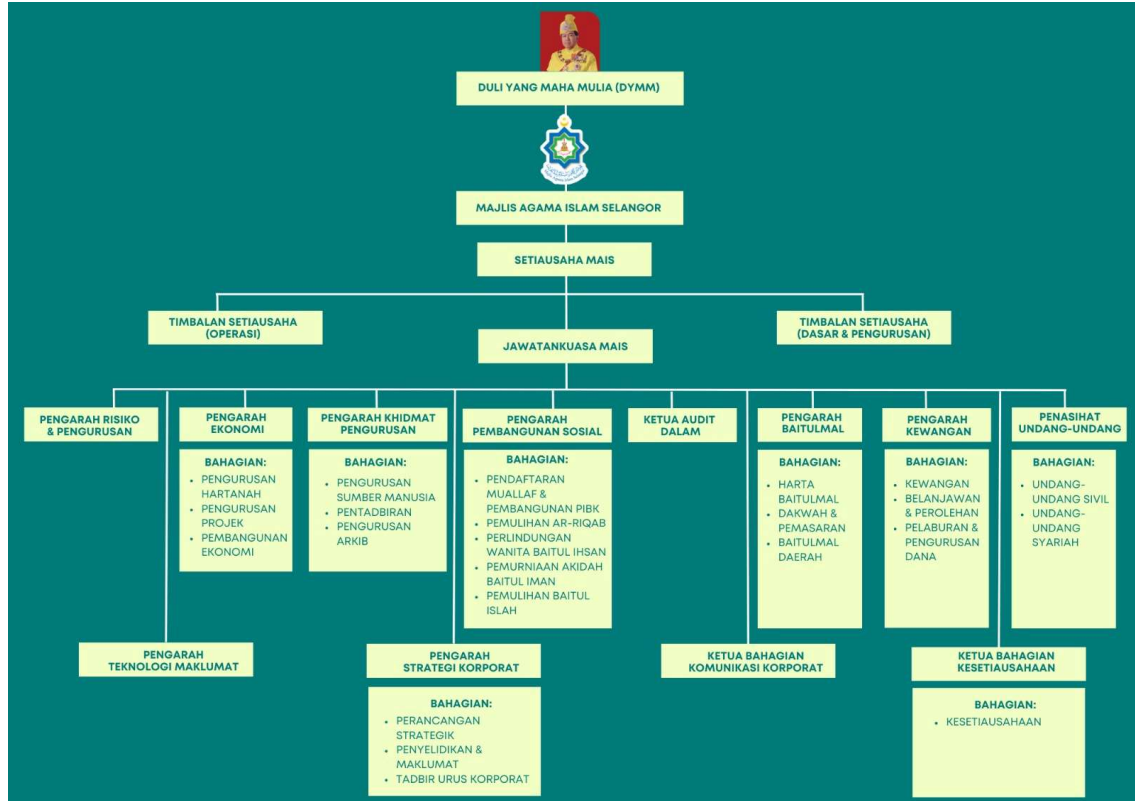 DULI YANG MAHA MULIA (DYMM)
MAJLIS AGAMA ISLAM SELANGOR
SETIAUSAHA MAIS
TIMBALAN SETIAUSAHA
(OPERASI)
TIMBALAN SETIAUSAHA
(DASAR & PENGURUSAN)
JAWATANKUASA MAIS
PENGARAH RISIKO
& PENGURUSAN
PENGARAH
EKONOMI
BAHAGIAN:
• PENGURUSAN
HARTANAH
• PENGURUSAN
PROJEK
• PEMBANGUNAN
EKONOMI
PENGARAH KHIDMAT
PENGURUSAN
BAHAGIAN:
• PENGURUSAN
SUMBER MANUSIA
• PENTADBIRAN
• PENGURUSAN
ARKIB
PENGARAH
PEMBANGUNAN SOSIAL
BAHAGIAN:
• PENDAFTARAN
MUALLAF &
PEMBANGUNAN PIBK
• PEMULIHAN AR-RIQAB
• PERLINDUNGAN
WANITA BAITUL IHSAN
• PEMURNIAAN AKIDAH
BAITUL IMAN
• PEMULIHAN BAITUL
ISLAH
KETUA AUDIT
DALAM
PENGARAH
BAITULMAL
BAHAGIAN:
• HARTA
BAITULMAL
• DAKWAH &
PEMASARAN
• BAITULMAL
DAERAH
PENGARAH
KEWANGAN
BAHAGIAN:
• KEWANGAN
• BELANJAWAN
& PEROLEHAN
• PELABURAN &
PENGURUSAN
DANA
PENASIHAT
UNDANG-UNDANG
BAHAGIAN:
• UNDANG-
UNDANG SIVIL
• UNDANG-
UNDANG
SYARIAH
PENGARAH
TEKNOLOGI MAKLUMAT
PENGARAH
STRATEGI KORPORAT
BAHAGIAN:
• PERANCANGAN
STRATEGIK
• PENYELIDIKAN &
MAKLUMAT
• TADBIR URUS KORPORAT
KETUA BAHAGIAN
KOMUNIKASI KORPORAT
KETUA BAHAGIAN
KESETIAUSAHAAN
BAHAGIAN:
• KESETIAUSAHAAN